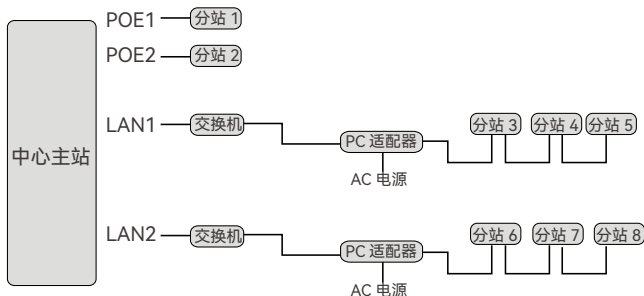 POE1 分站 1
POE2 分站 2
LAN1 交换机 PC 适配器 分站 3 分站 4 分站 5
AC 电源
中心主站
LAN2 交换机 PC 适配器 分站 6 分站 7 分站 8
AC 电源